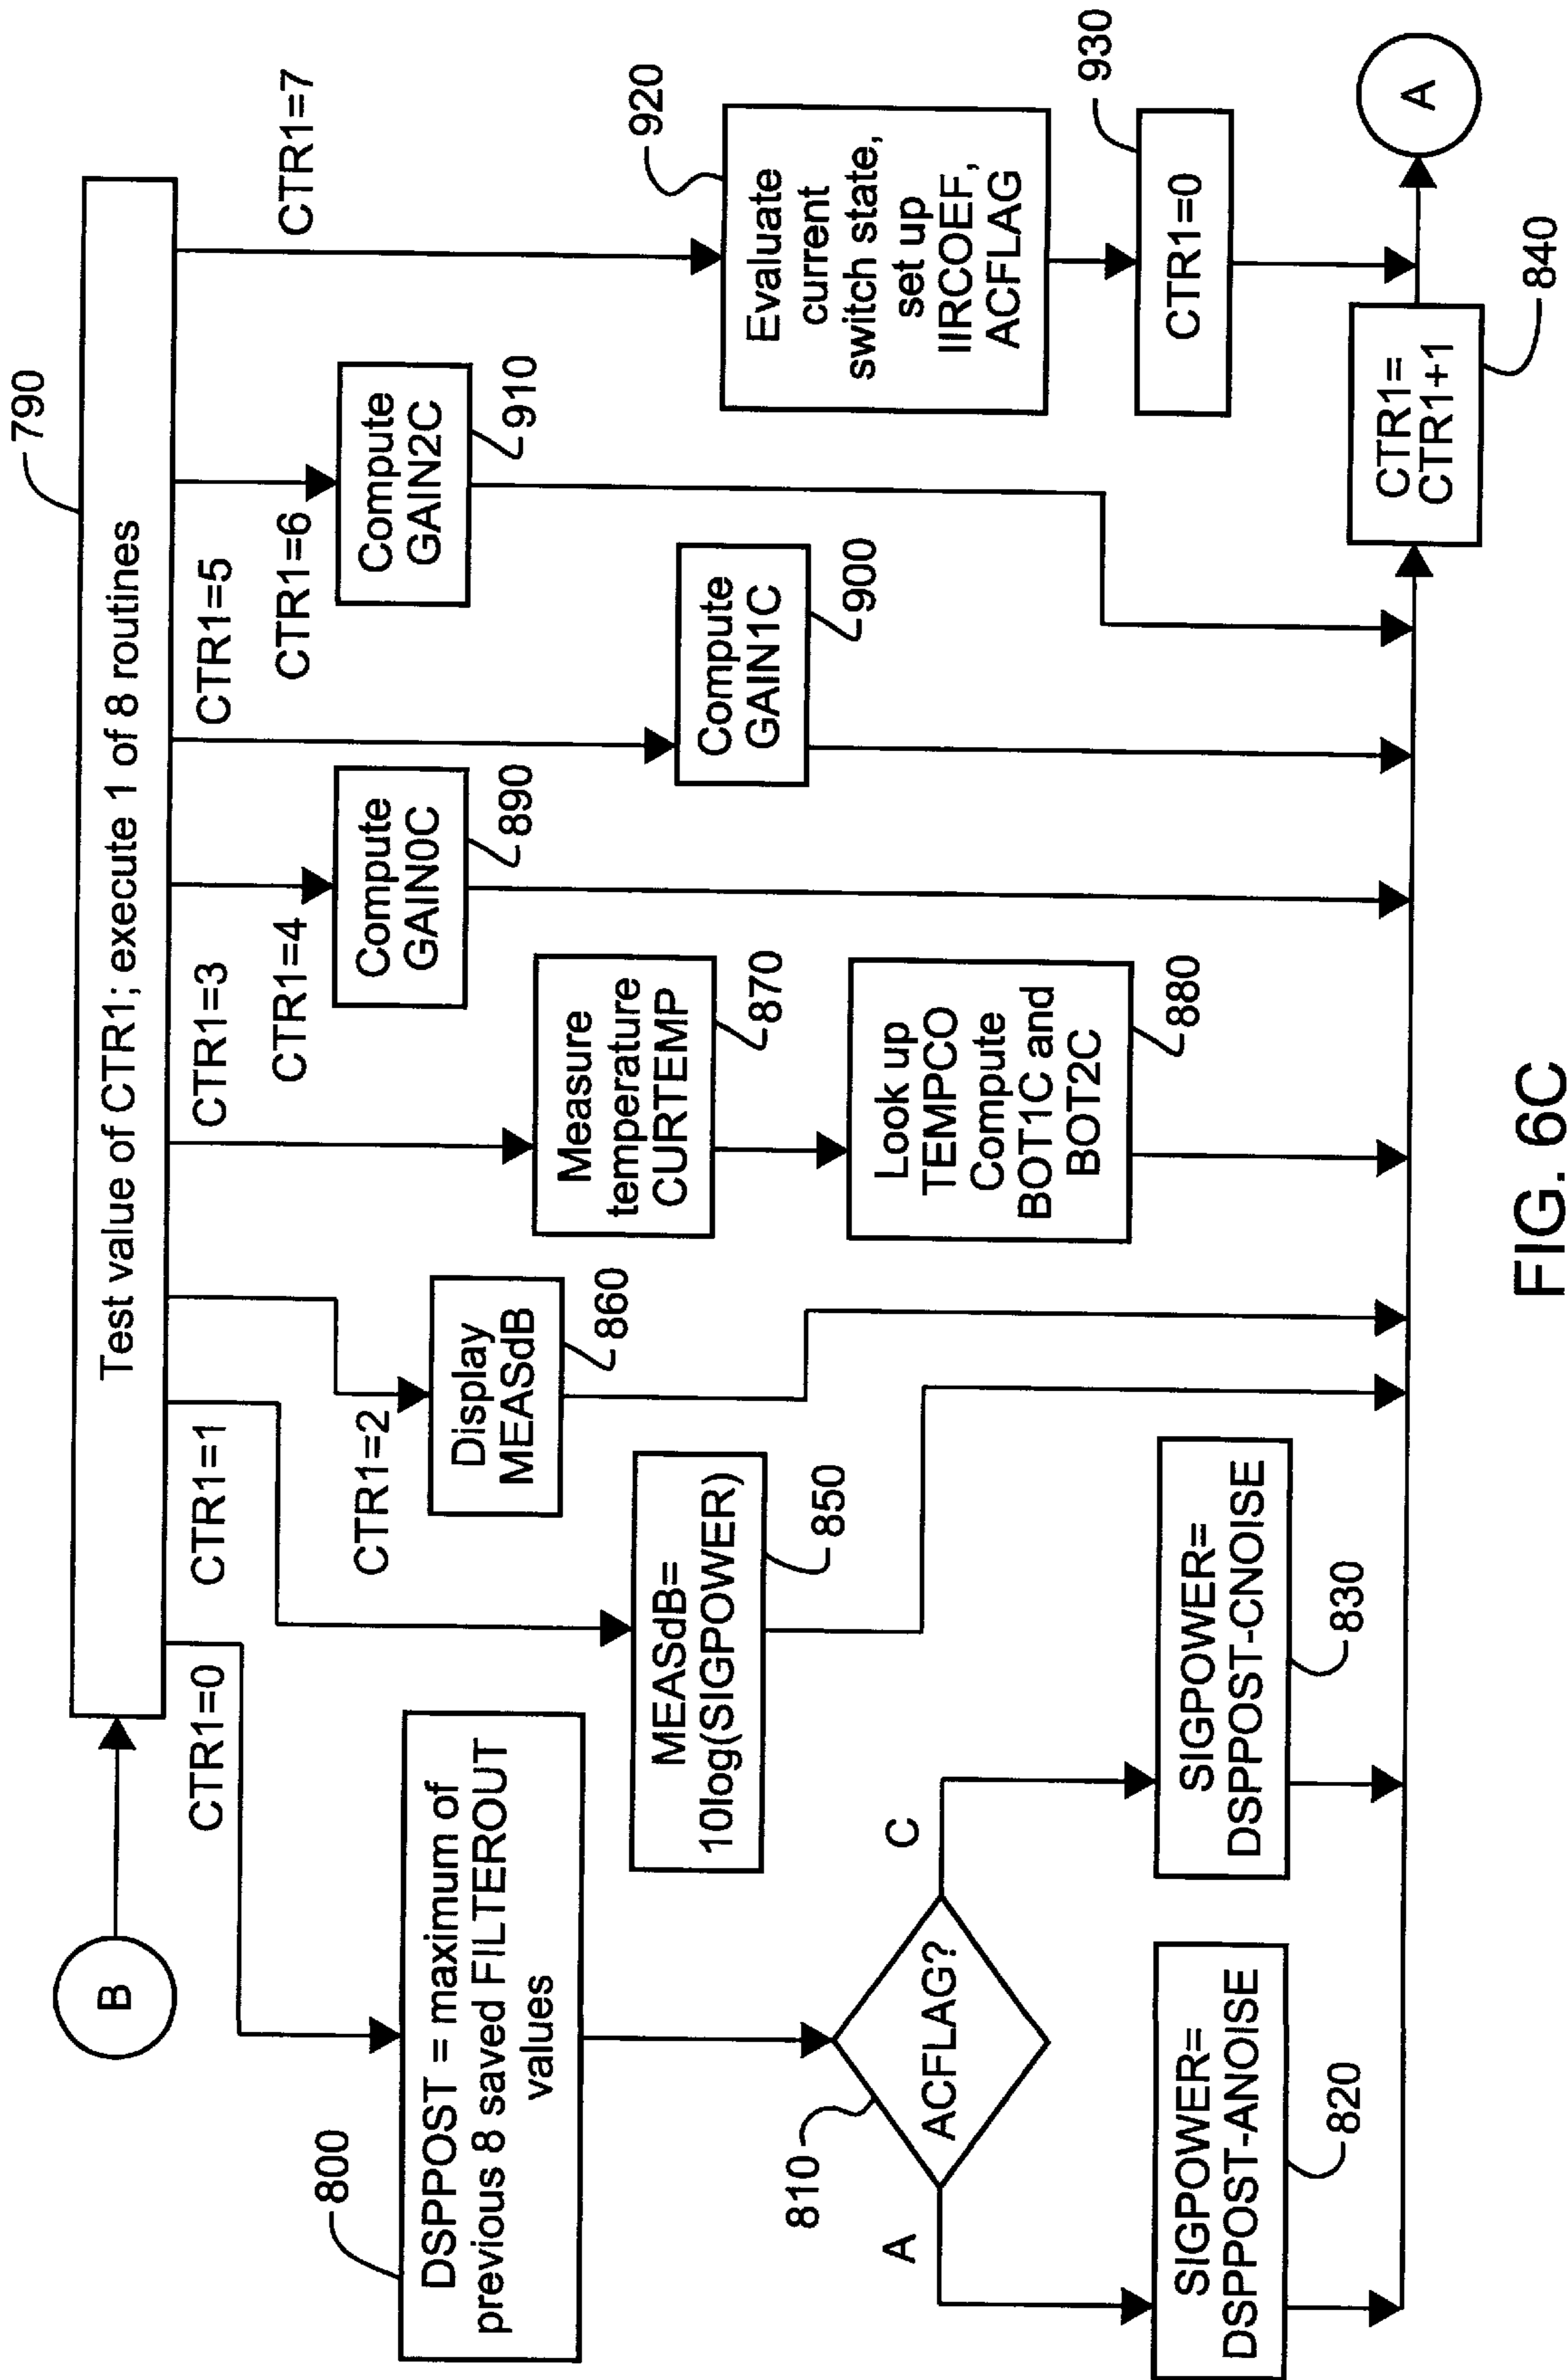 B
Test value of CTR1; execute 1 of 8 routines
790
CTR1=0
800
DSPPOST = maximum of
previous 8 saved FILTEROUT
values
810
ACFLAG?
A
C
SIGPOWER=
DSPPOST-ANOISE
820
SIGPOWER=
DSPPOST-CNOISE
830
CTR1=1
MEASdB=
10log(SIGPOWER)
850
CTR1=2
Display
MEASdB
860
CTR1=3
Measure
temperature
CURTEMP
870
Look up
TEMPCO
Compute
BOT1C and
BOT2C
880
CTR1=4
Compute
GAIN0C
890
CTR1=5
Compute
GAIN1C
900
CTR1=6
Compute
GAIN2C
910
CTR1=7
920
Evaluate
current
switch state,
set up
IIRCOEF,
ACFLAG
930
CTR1=0
CTR1=
CTR1+1
840
A
FIG. 6C